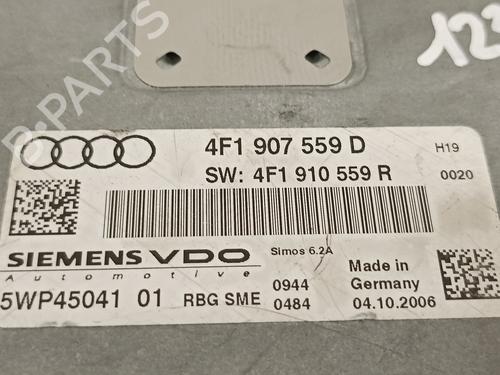 123
B-PARTS
4F1 907 559 D
H19
SW: 4F1 910 559 R
0020
SIEMENS VDO
Automotive
Simos 6.2A
Made in
Germany
5WP45041 01
RBG SME
0944
0484
04.10.2006